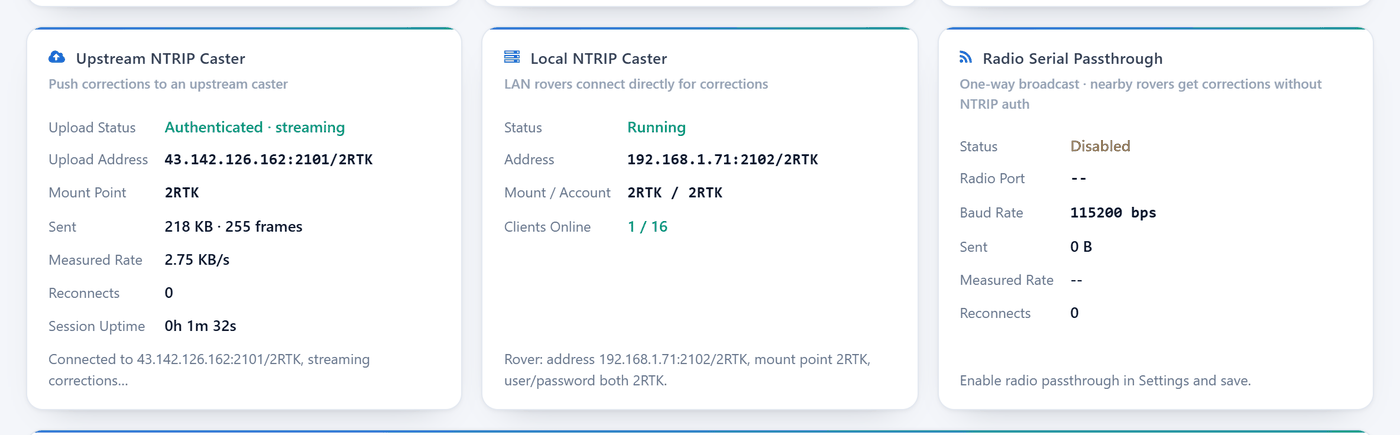 Upstream NTRIP Caster
Push corrections to an upstream caster
Upload Status Authenticated · streaming
Upload Address 43.142.126.162:2101/2RTK
Mount Point 2RTK
Sent 218 KB · 255 frames
Measured Rate 2.75 KB/s
Reconnects 0
Session Uptime 0h 1m 32s
Connected to 43.142.126.162:2101/2RTK, streaming
corrections...
Local NTRIP Caster
LAN rovers connect directly for corrections
Status Running
Address 192.168.1.71:2102/2RTK
Mount / Account 2RTK / 2RTK
Clients Online 1 / 16
Rover: address 192.168.1.71:2102/2RTK, mount point 2RTK,
user/password both 2RTK.
Radio Serial Passthrough
One-way broadcast · nearby rovers get corrections without
NTRIP auth
Status Disabled
Radio Port --
Baud Rate 115200 bps
Sent 0 B
Measured Rate --
Reconnects 0
Enable radio passthrough in Settings and save.